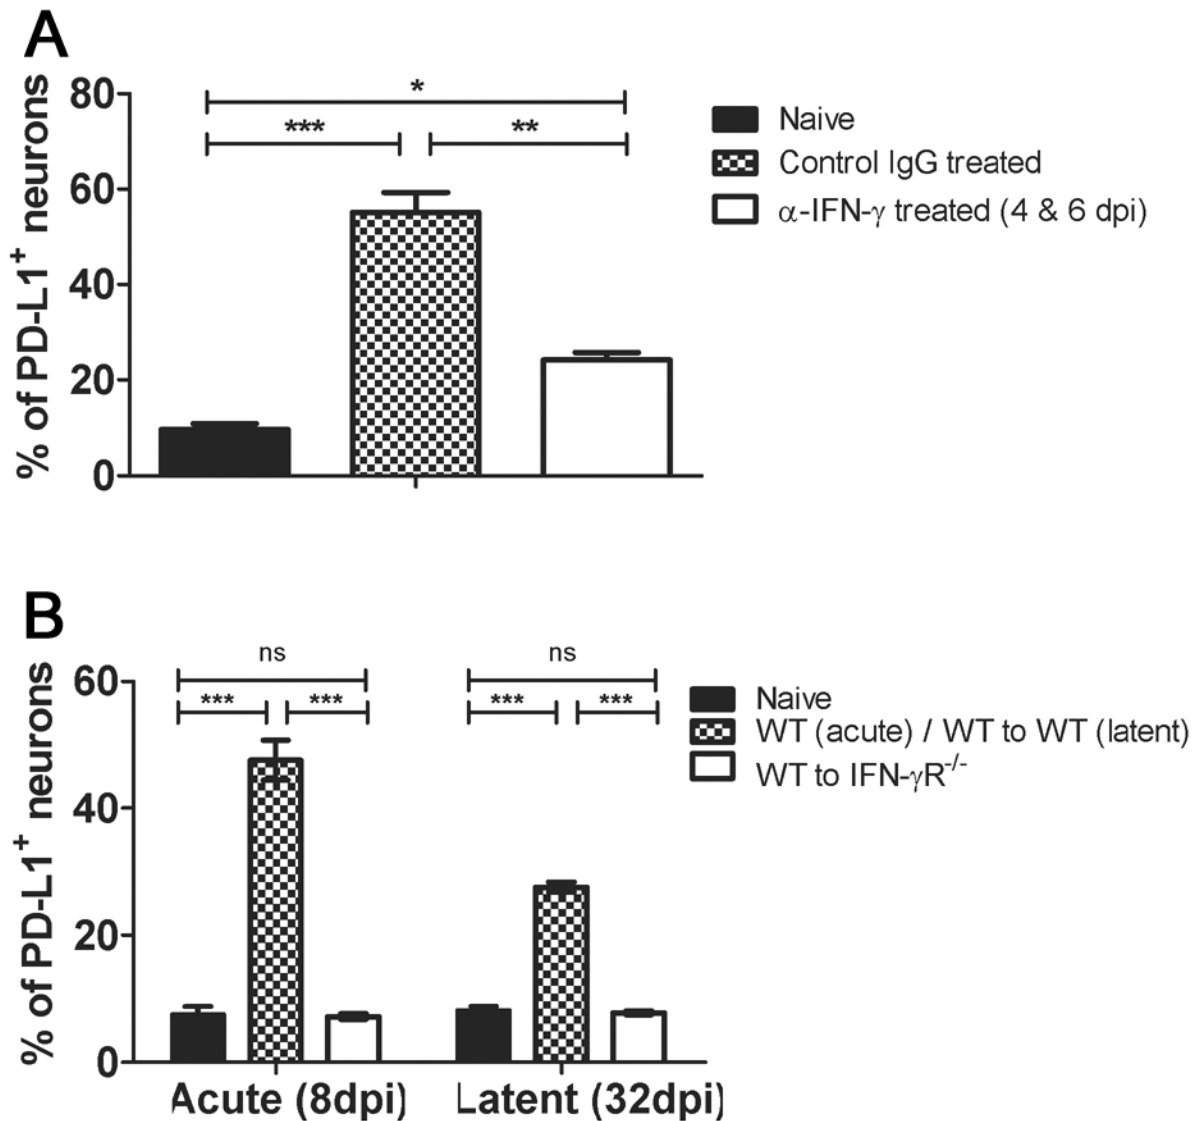 A
% of PD-L1+ neurons
80
60
40
20
0
*
***
**
Naive
Control IgG treated
α-IFN-γ treated (4 & 6 dpi)
B
% of PD-L1+ neurons
60
40
20
0
ns
ns
***
***
***
***
Naive
WT (acute) / WT to WT (latent)
WT to IFN-γR-/-
Acute (8dpi)
Latent (32dpi)